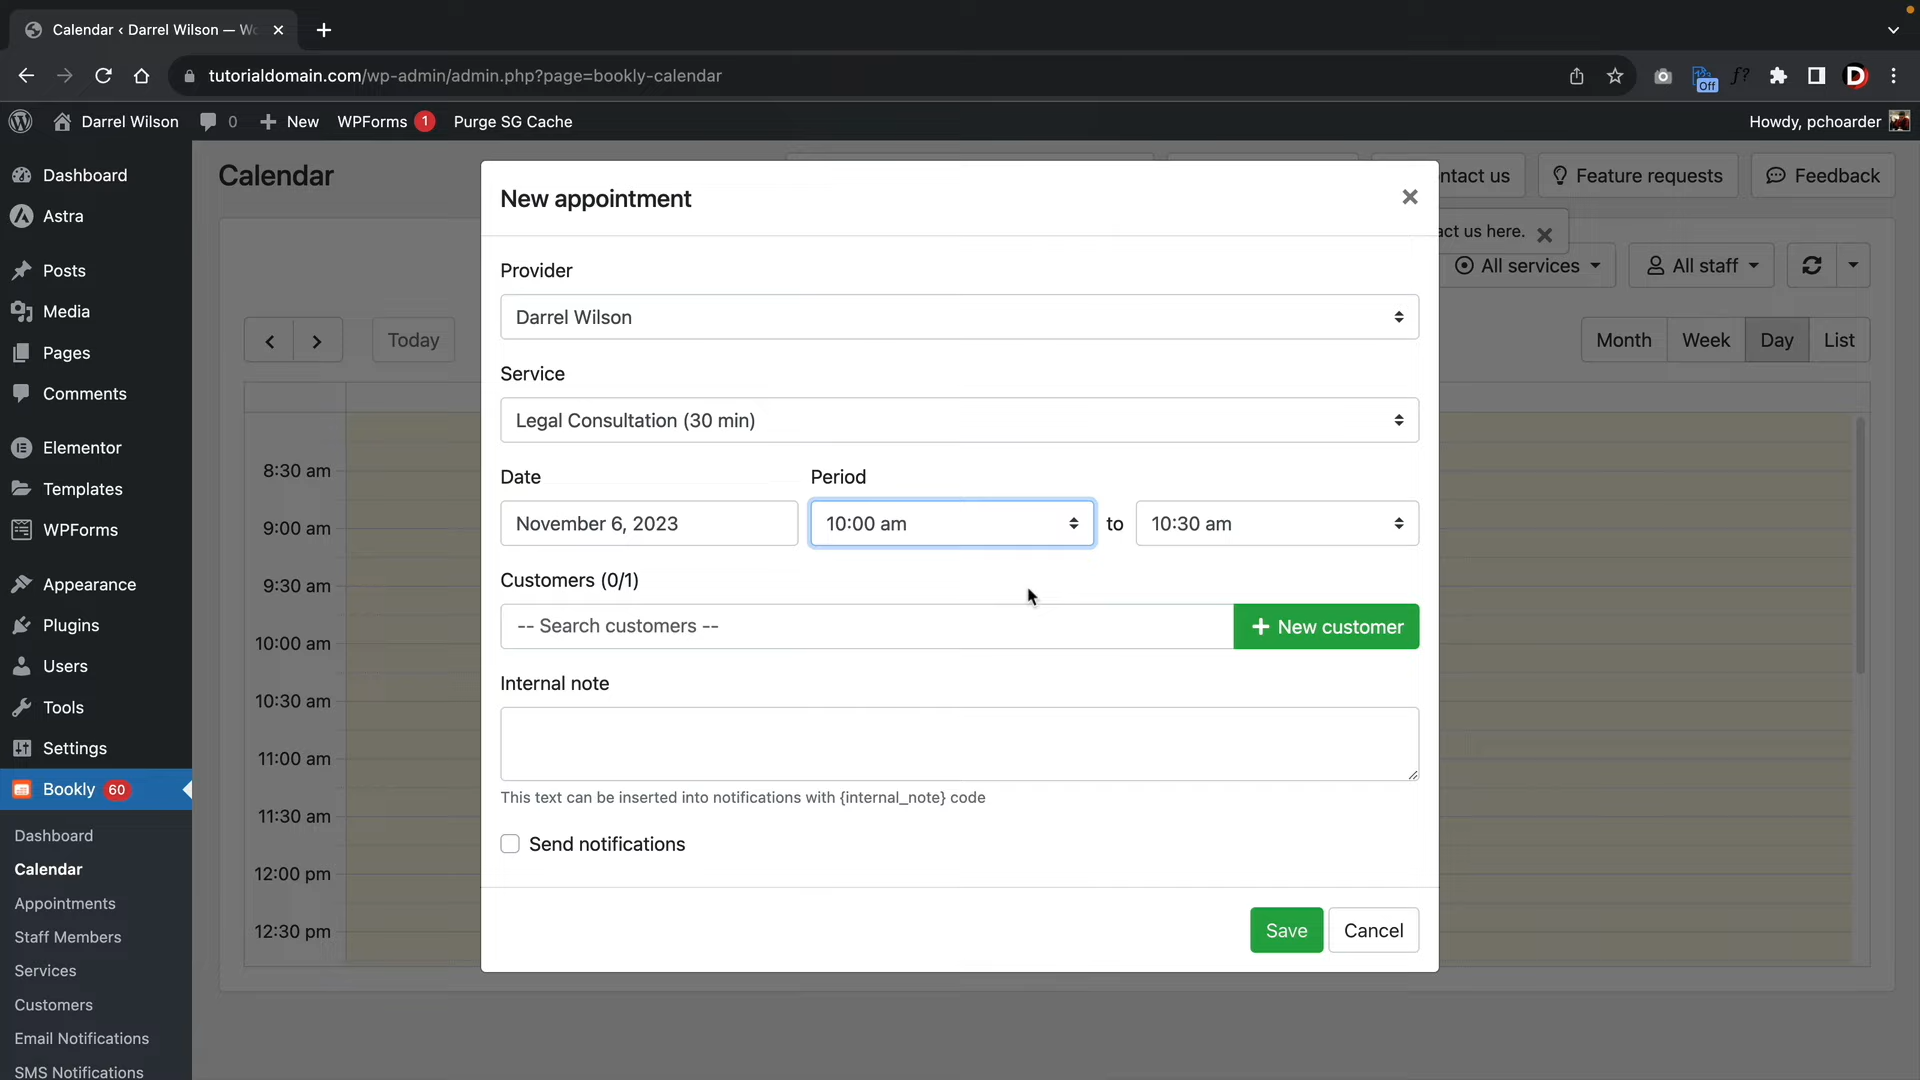 Calendar ‹ Darrel Wilson — Wo
tutorialdomain.com/wp-admin/admin.php?page=bookly-calendar
Off
f?
D
Darrel Wilson
0
New
WPForms 1
Purge SG Cache
Howdy, pchoarder
Dashboard
Astra
Posts
Media
Pages
Comments
Elementor
Templates
WPForms
Appearance
Plugins
Users
Tools
Settings
Bookly 60
Dashboard
Calendar
Appointments
Staff Members
Services
Customers
Email Notifications
SMS Notifications
Calendar
ntact us
Feature requests
Feedback
act us here.
All services
All staff
Today
Month
Week
Day
List
8:30 am
9:00 am
9:30 am
10:00 am
10:30 am
11:00 am
11:30 am
12:00 pm
12:30 pm
New appointment
Provider
Darrel Wilson
Service
Legal Consultation (30 min)
Date
Period
November 6, 2023
10:00 am
to
10:30 am
Customers (0/1)
-- Search customers --
New customer
Internal note
This text can be inserted into notifications with {internal_note} code
Send notifications
Save
Cancel